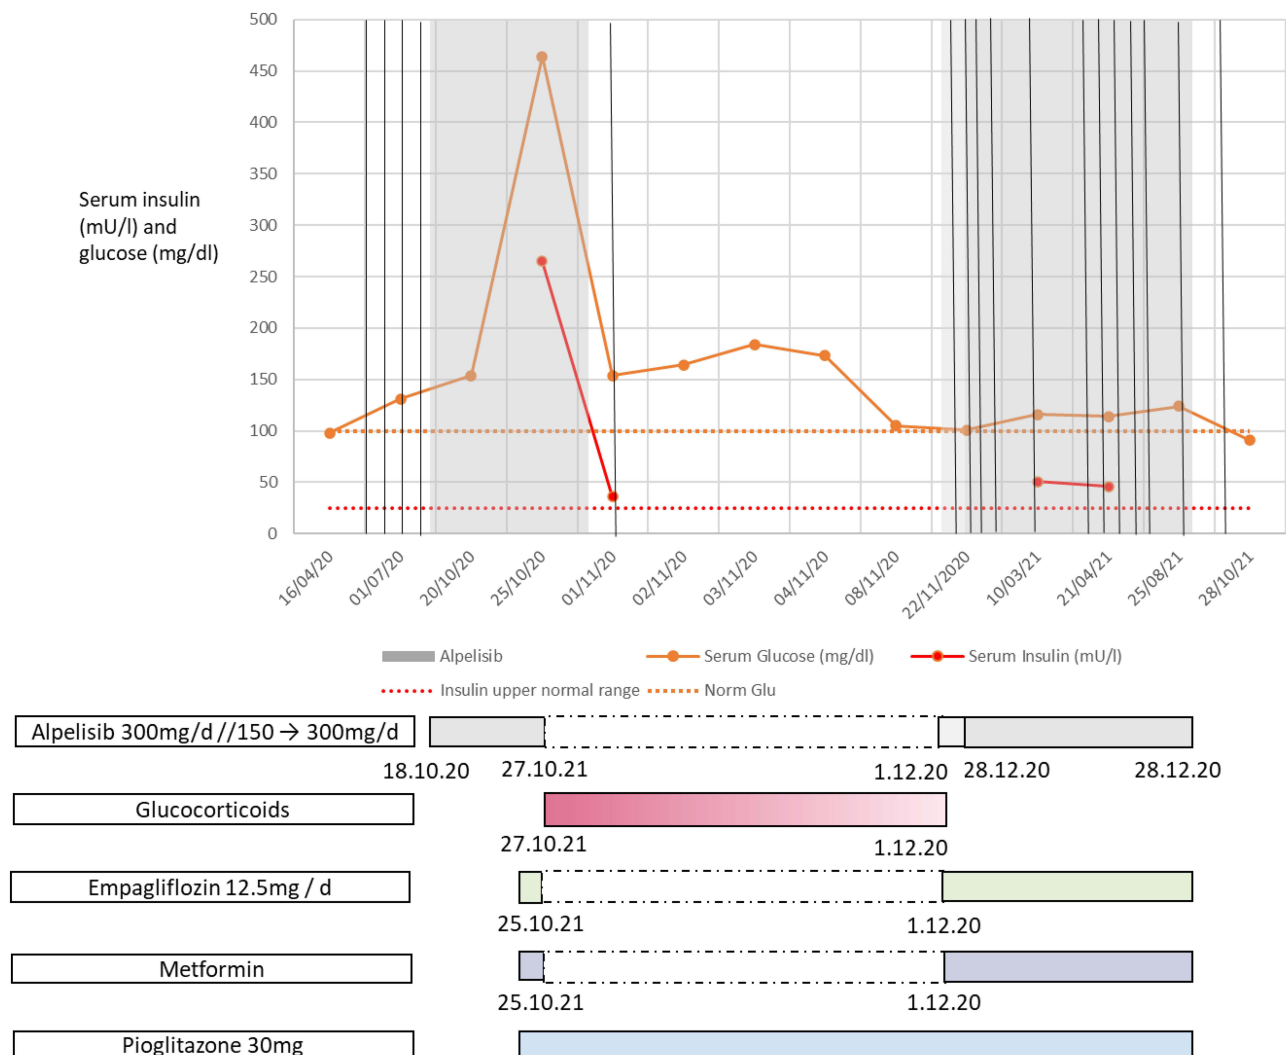 500
450
400
350
300
250
200
150
100
50
0
Serum insulin
(mU/l) and
glucose (mg/dl)
16/04/20
01/07/20
20/10/20
25/10/20
01/11/20
02/11/20
03/11/20
04/11/20
08/11/20
22/11/2020
10/03/21
21/04/21
25/08/21
28/10/21
Alpelisib
Serum Glucose (mg/dl)
Serum Insulin (mU/l)
Insulin upper normal range
Norm Glu
Alpelisib 300mg/d //150 → 300mg/d
18.10.20
27.10.21
1.12.20
28.12.20
28.12.20
Glucocorticoids
27.10.21
1.12.20
Empagliflozin 12.5mg / d
25.10.21
1.12.20
Metformin
25.10.21
1.12.20
Pioglitazone 30mg